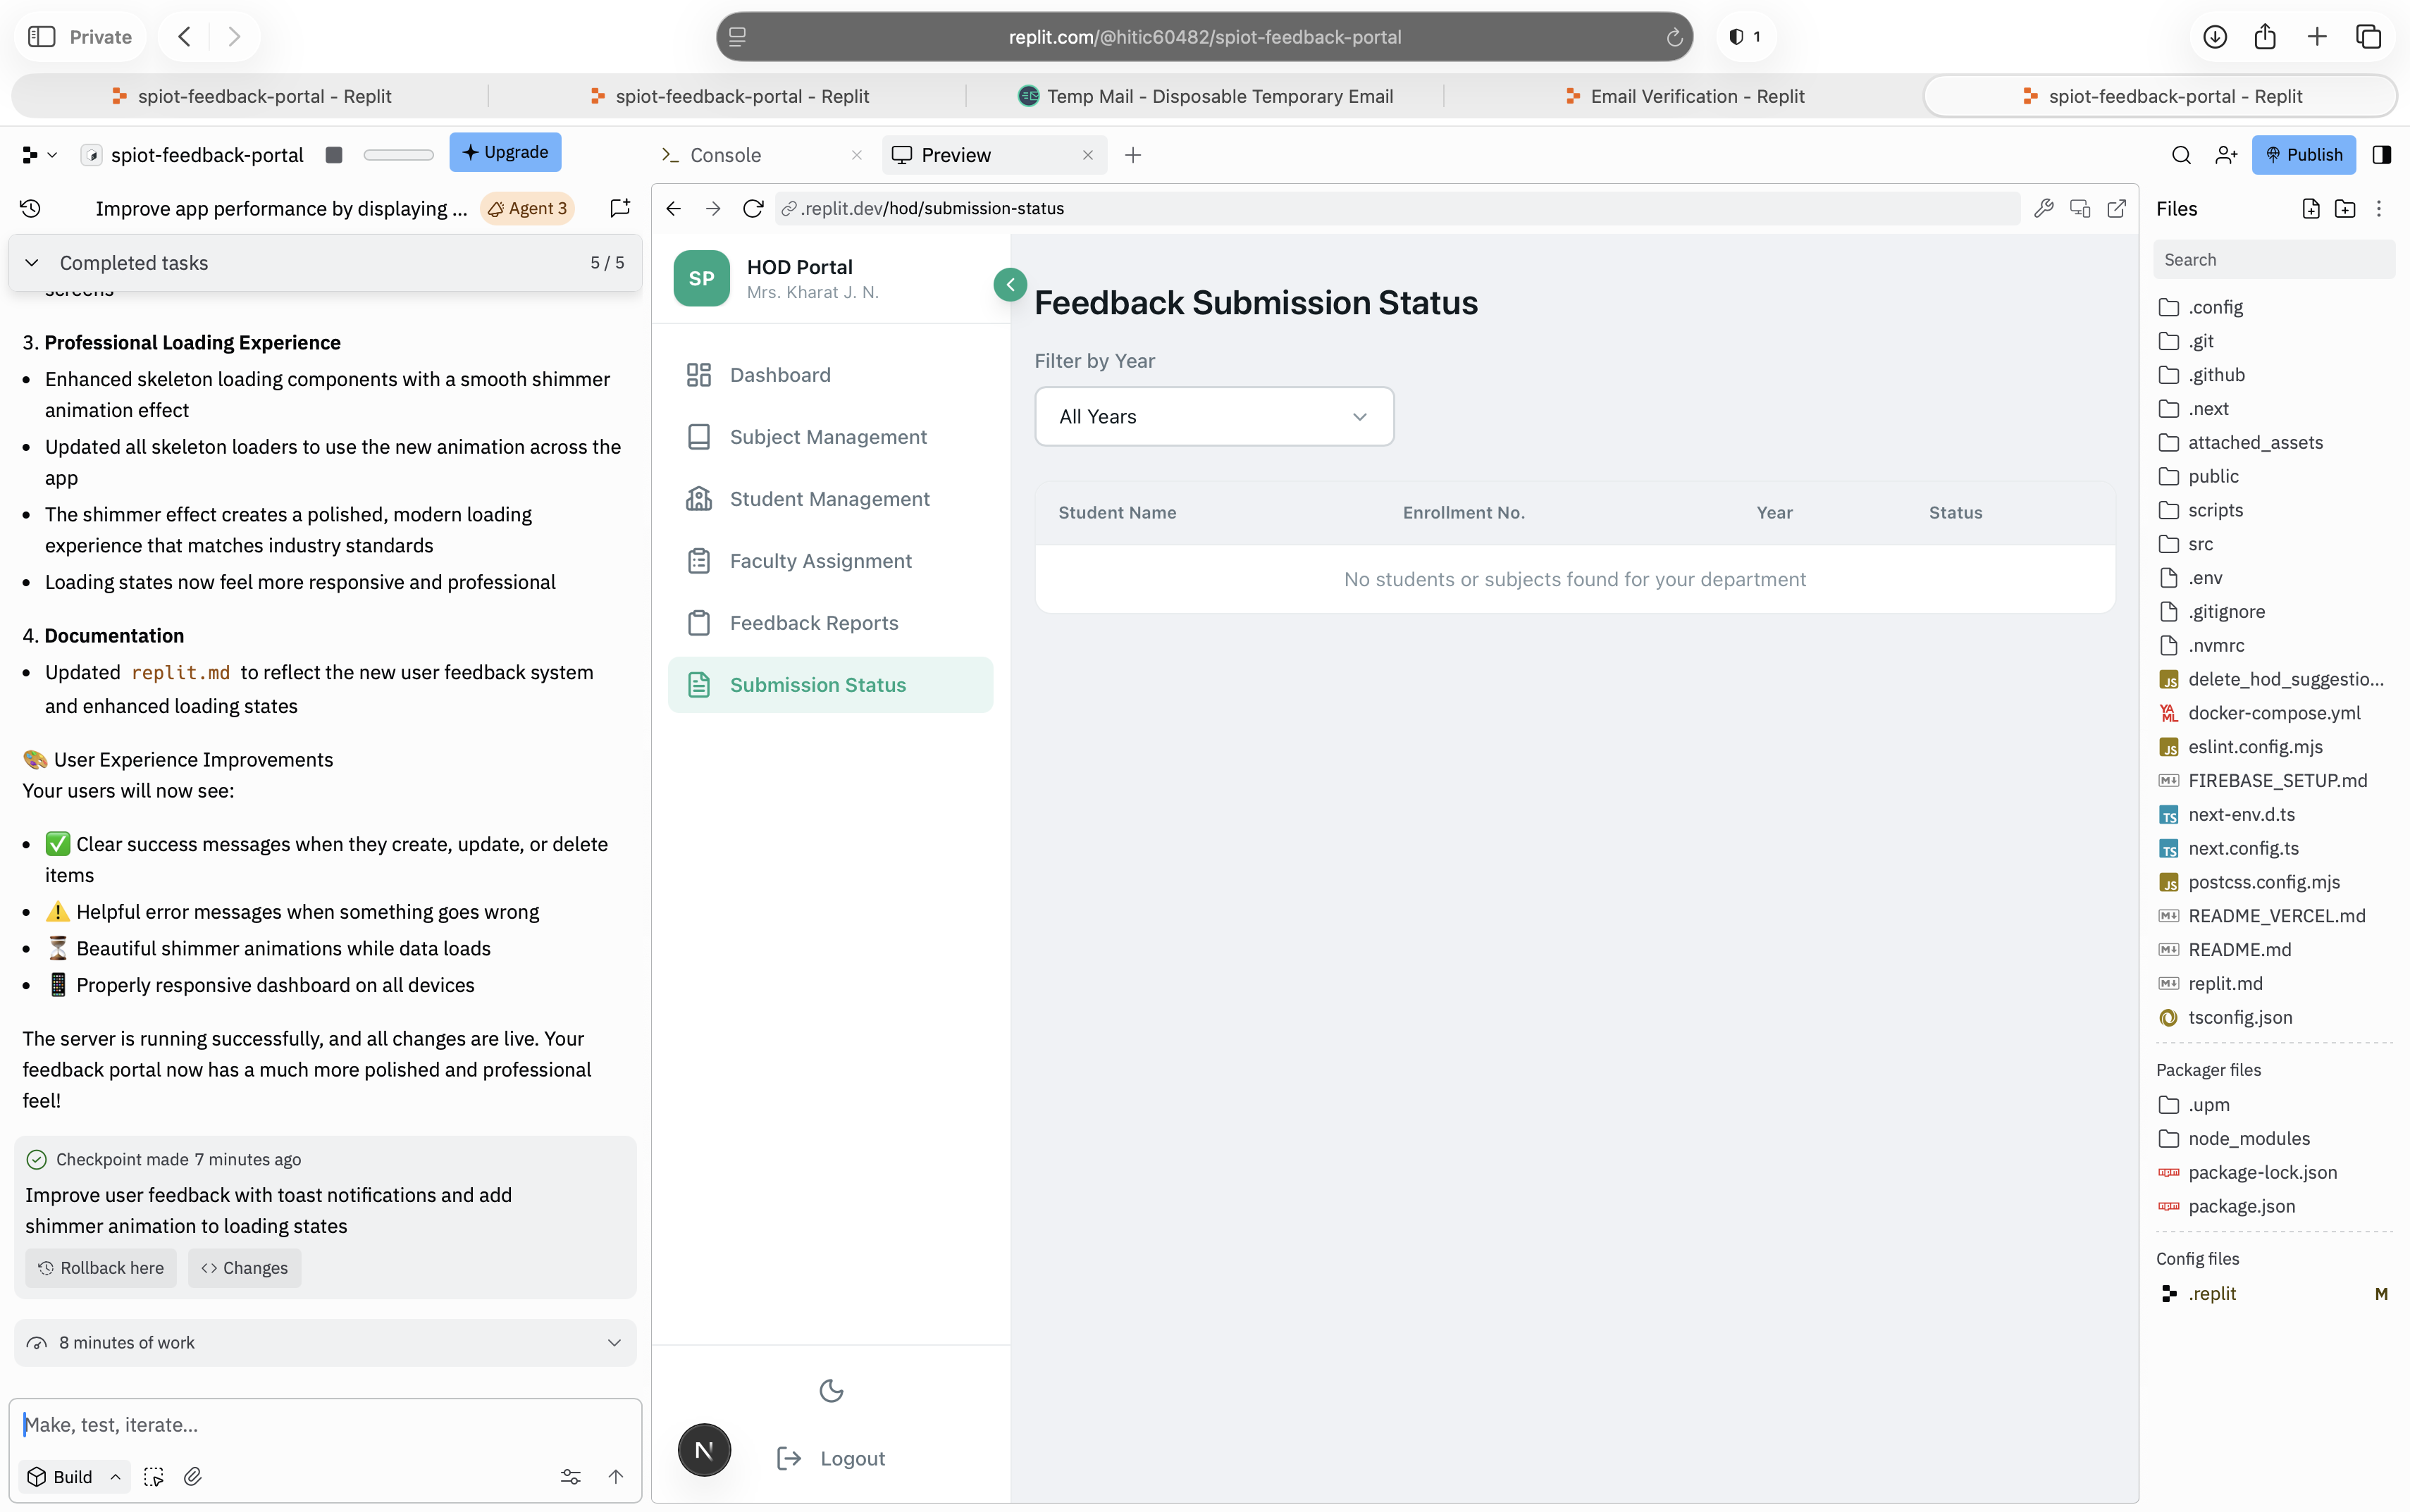 Private
replit.com/@hitic60482/spiot-feedback-portal
1
spiot-feedback-portal - Replit
spiot-feedback-portal - Replit
Temp Mail - Disposable Temporary Email
Email Verification - Replit
spiot-feedback-portal - Replit
spiot-feedback-portal
Upgrade
Console
Preview
Publish
Improve app performance by displaying ...
Agent 3
Completed tasks
5 / 5
screens
3. Professional Loading Experience
• Enhanced skeleton loading components with a smooth shimmer
animation effect
• Updated all skeleton loaders to use the new animation across the
app
• The shimmer effect creates a polished, modern loading
experience that matches industry standards
• Loading states now feel more responsive and professional
4. Documentation
• Updated replit.md to reflect the new user feedback system
and enhanced loading states
🎨 User Experience Improvements
Your users will now see:
• ✅ Clear success messages when they create, update, or delete
items
• ⚠️ Helpful error messages when something goes wrong
• ⏳ Beautiful shimmer animations while data loads
• 📱 Properly responsive dashboard on all devices
The server is running successfully, and all changes are live. Your
feedback portal now has a much more polished and professional
feel!
Checkpoint made 7 minutes ago
Improve user feedback with toast notifications and add
shimmer animation to loading states
Rollback here
Changes
8 minutes of work
Make, test, iterate...
Build
.replit.dev/hod/submission-status
SP
HOD Portal
Mrs. Kharat J. N.
Dashboard
Subject Management
Student Management
Faculty Assignment
Feedback Reports
Submission Status
N
Logout
Feedback Submission Status
Filter by Year
All Years
Student Name
Enrollment No.
Year
Status
No students or subjects found for your department
Files
Search
.config
.git
.github
.next
attached_assets
public
scripts
src
.env
.gitignore
.nvmrc
JS delete_hod_suggestio...
YAML docker-compose.yml
JS eslint.config.mjs
M↓ FIREBASE_SETUP.md
TS next-env.d.ts
TS next.config.ts
JS postcss.config.mjs
M↓ README_VERCEL.md
M↓ README.md
M↓ replit.md
tsconfig.json
Packager files
.upm
node_modules
npm package-lock.json
npm package.json
Config files
.replit
M